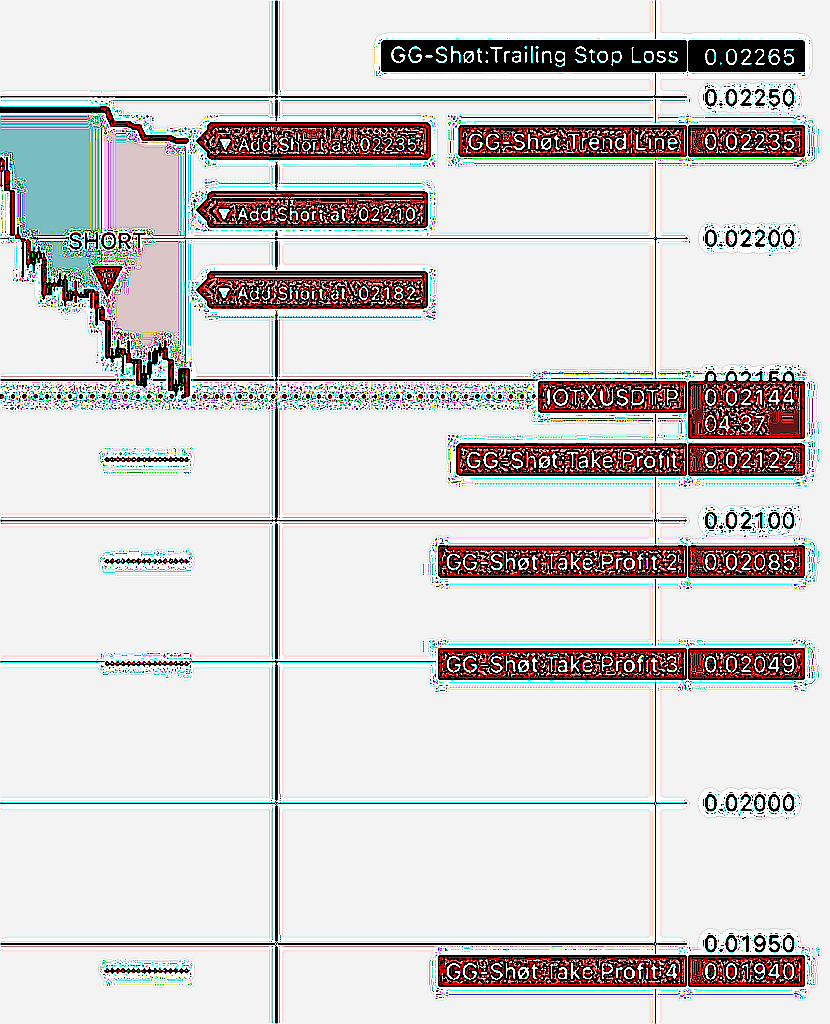 GG-Shøt:Trailing Stop Loss 0.02265
0.02250
▼ Add Short at .02235 GG-Shøt:Trend Line 0.02235
▼ Add Short at .02210
SHORT 0.02200
▼ Add Short at .02182
0.02150
IOTXUSDT.P 0.02144
04:37
GG-Shøt:Take Profit 0.02122
0.02100
GG-Shøt:Take Profit 2 0.02085
GG-Shøt:Take Profit 3 0.02049
0.02000
0.01950
GG-Shøt:Take Profit 4 0.01940